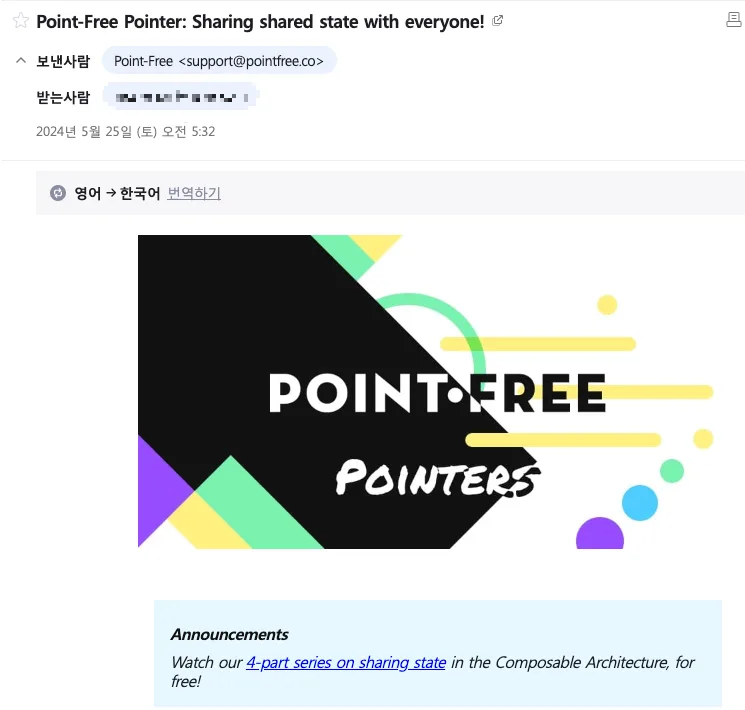 Point-Free Pointer: Sharing shared state with everyone!
보낸사람 Point-Free <support@pointfree.co>
받는사람
2024년 5월 25일 (토) 오전 5:32
영어 → 한국어 번역하기
POINT•FREE
POINTERS
Announcements
Watch our 4-part series on sharing state in the Composable Architecture, for
free!